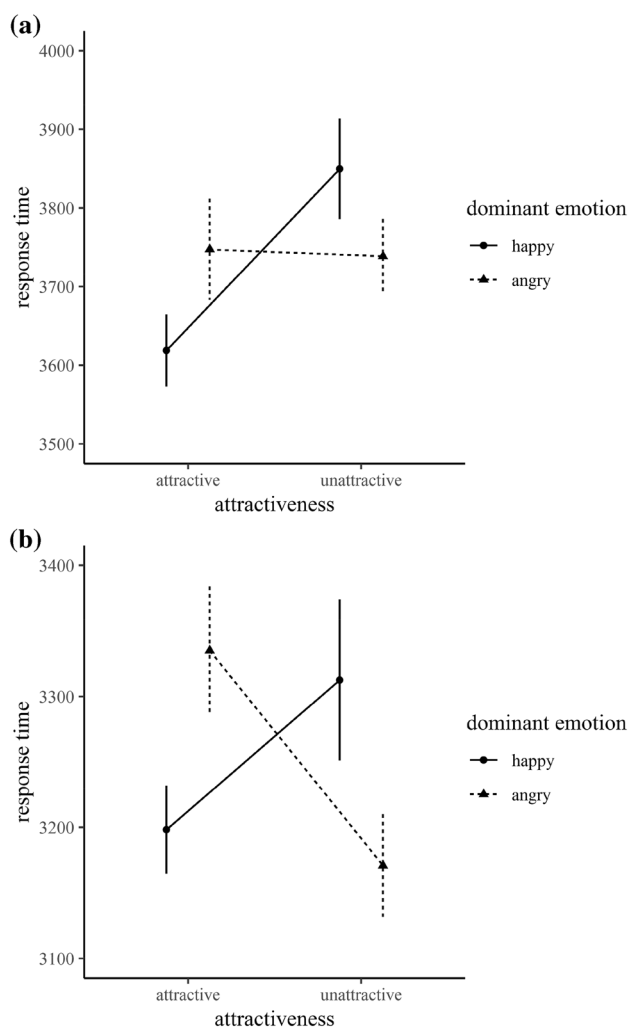 (a)
4000
3900
3800
3700
3600
3500
response time
attractive
unattractive
attractiveness
dominant emotion
happy
angry
(b)
3400
3300
3200
3100
response time
attractive
unattractive
attractiveness
dominant emotion
happy
angry